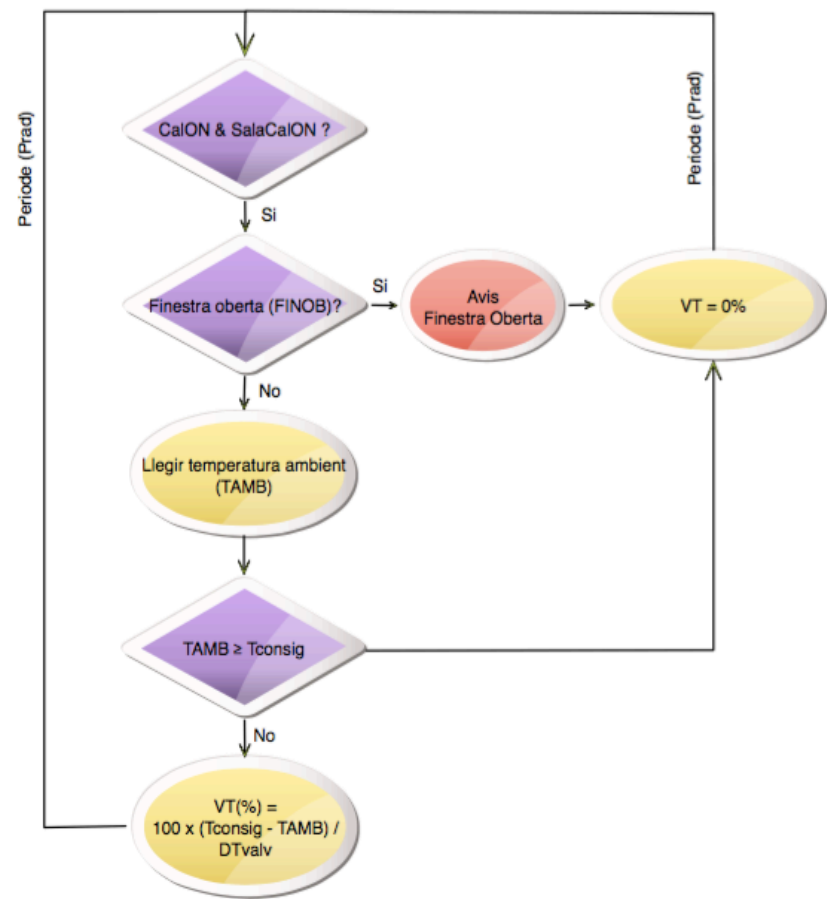 Periode (Prad)
Periode (Prad)
CalON & SalaCalON ?
Si
Finestra oberta (FINOB)?
Si
Avis
Finestra Oberta
VT = 0%
No
Llegir temperatura ambient
(TAMB)
TAMB ≥ Tconsig
No
VT(%) =
100 x (Tconsig - TAMB) /
DTvalv